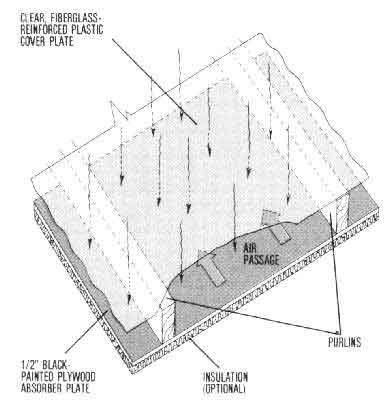 CLEAR, FIBERGLASS-
REINFORCED PLASTIC
COVER PLATE
AIR
PASSAGE
PURLINS
1/2" BLACK-
PAINTED PLYWOOD
ABSORBER PLATE
INSULATION
(OPTIONAL)